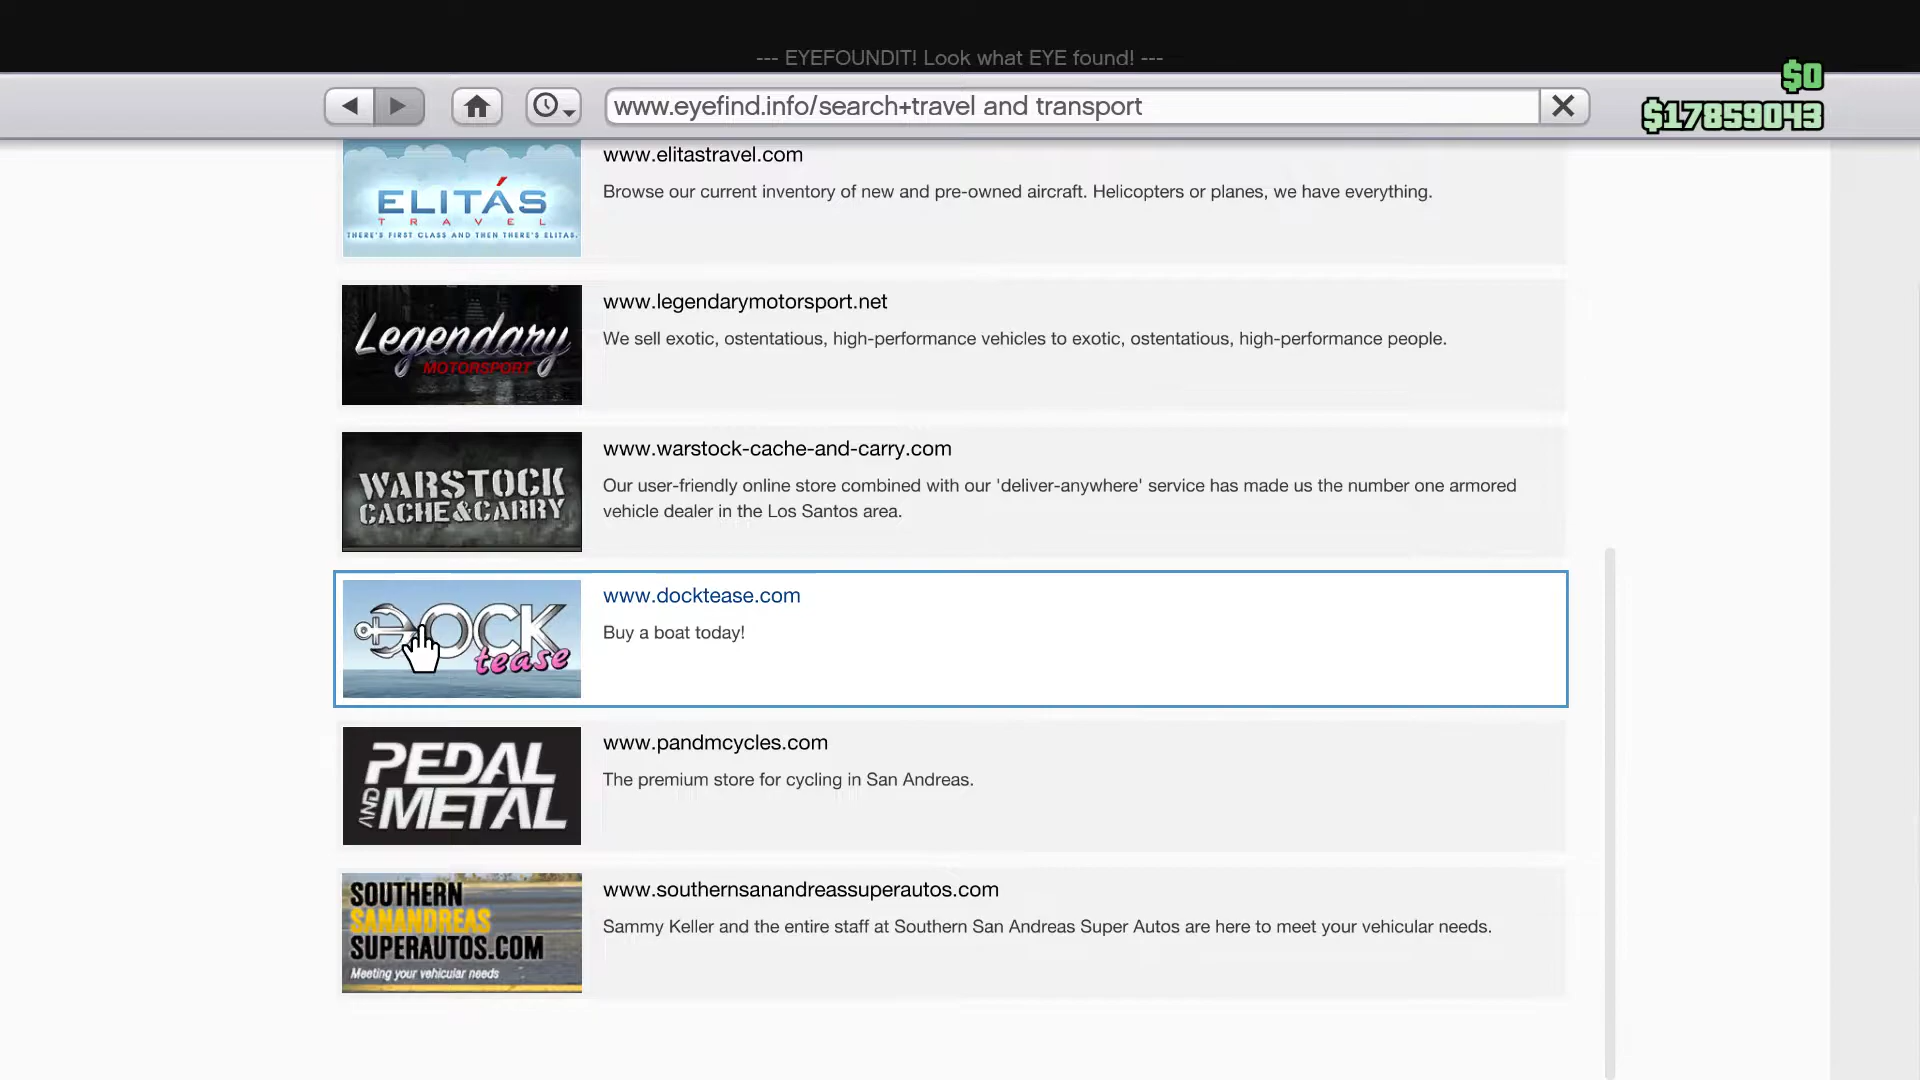 --- EYEFOUNDIT! Look what EYE found! ---
$0
www.eyefind.info/search+travel and transport
$17859043
ELITÁS
TRAVEL
THERE'S FIRST CLASS AND THEN THERE'S ELITAS.
www.elitastravel.com
Browse our current inventory of new and pre-owned aircraft. Helicopters or planes, we have everything.
Legendary
MOTORSPORT
www.legendarymotorsport.net
We sell exotic, ostentatious, high-performance vehicles to exotic, ostentatious, high-performance people.
WARSTOCK
CACHE&CARRY
www.warstock-cache-and-carry.com
Our user-friendly online store combined with our 'deliver-anywhere' service has made us the number one armored
vehicle dealer in the Los Santos area.
DOCK
tease
www.docktease.com
Buy a boat today!
PEDAL
AND METAL
www.pandmcycles.com
The premium store for cycling in San Andreas.
SOUTHERN
SANANDREAS
SUPERAUTOS.COM
Meeting your vehicular needs
www.southernsanandreassuperautos.com
Sammy Keller and the entire staff at Southern San Andreas Super Autos are here to meet your vehicular needs.